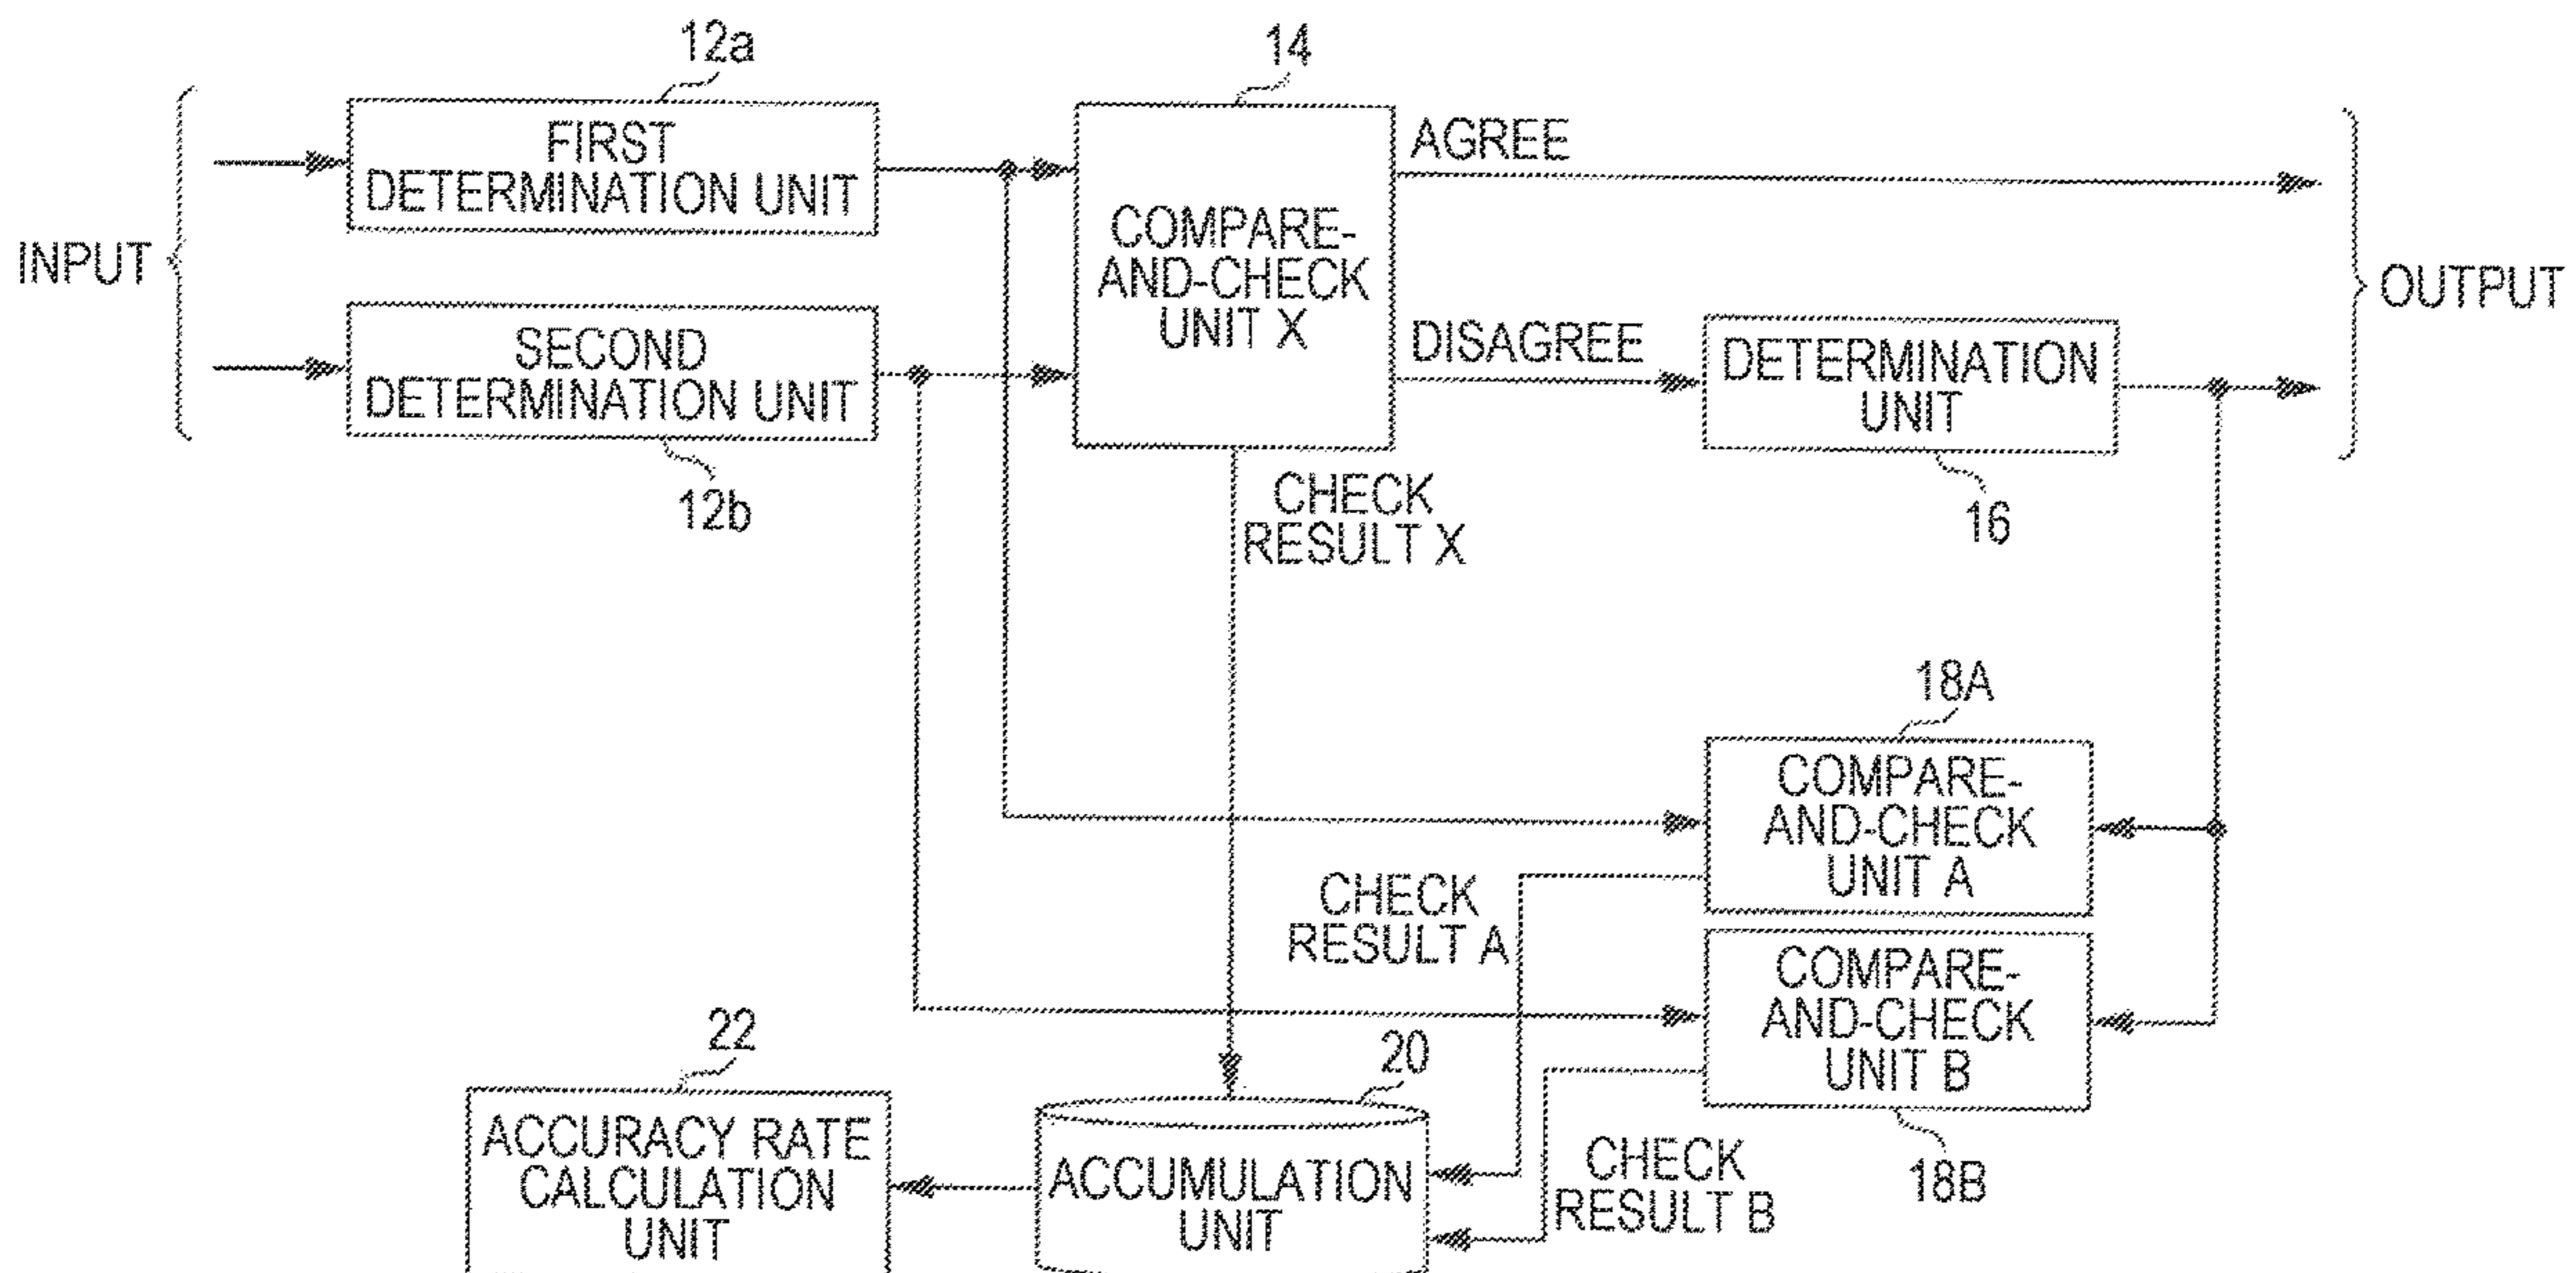 12a
14
INPUT
FIRST
DETERMINATION UNIT
SECOND
DETERMINATION UNIT
12b
COMPARE-
AND-CHECK
UNIT X
AGREE
DISAGREE
DETERMINATION
UNIT
16
OUTPUT
CHECK
RESULT X
18A
COMPARE-
AND-CHECK
UNIT A
CHECK
RESULT A
COMPARE-
AND-CHECK
UNIT B
18B
CHECK
RESULT B
20
ACCUMULATION
UNIT
22
ACCURACY RATE
CALCULATION
UNIT